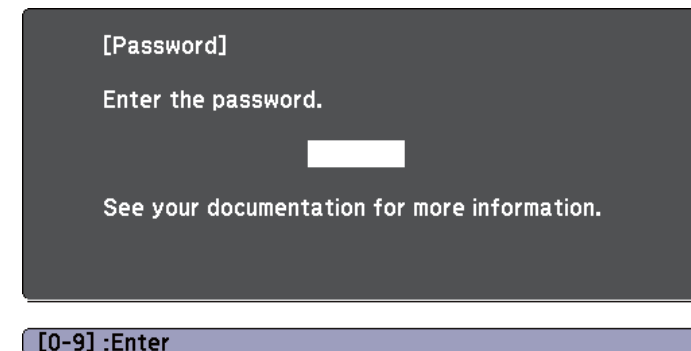 [Password]
Enter the password.
See your documentation for more information.
[0-9] :Enter